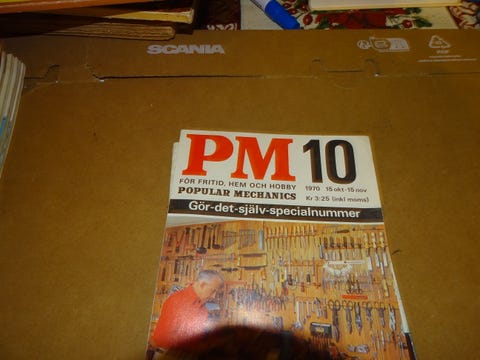 SCANIA
PM 10
FÖR FRITID, HEM OCH HOBBY
POPULAR MECHANICS
1970 15 okt-15 nov
Kr 3:25 (inkl moms)
Gör-det-själv-specialnummer